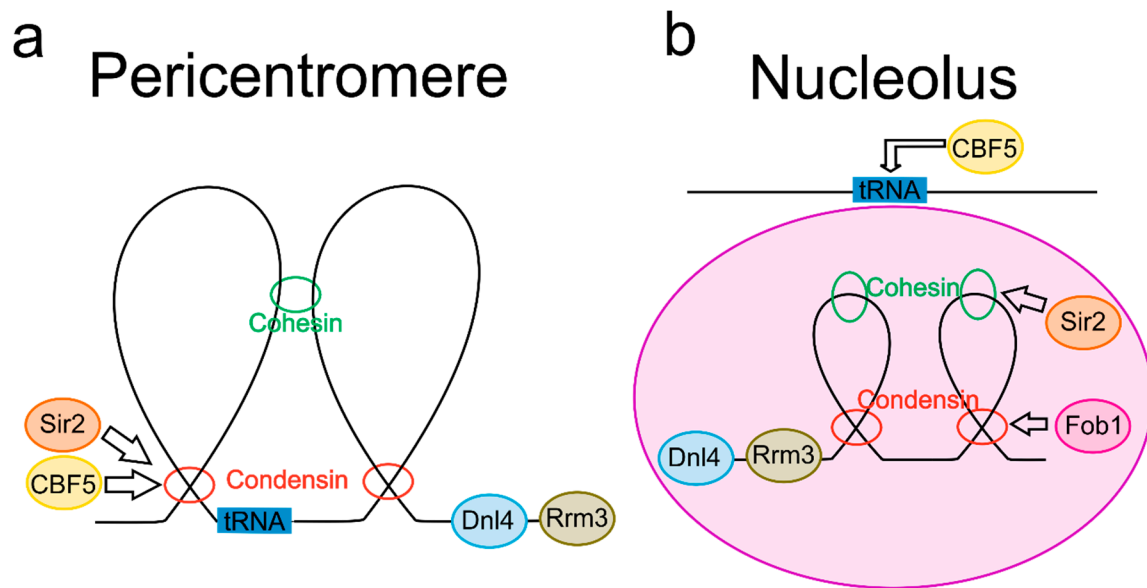 a
Pericentromere
Cohesin
Sir2
CBF5
Condensin
tRNA
Dnl4
Rrm3
b
Nucleolus
CBF5
tRNA
Cohesin
Sir2
Condensin
Fob1
Dnl4
Rrm3